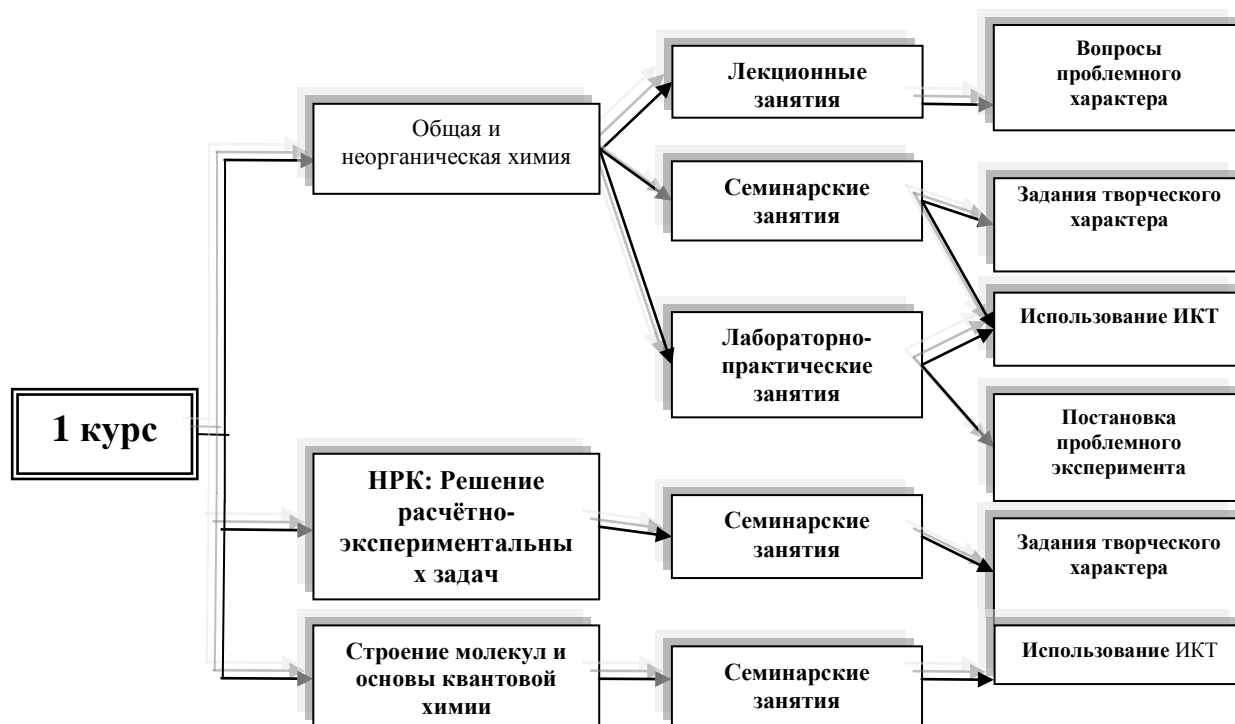 1 курс
Общая и
неорганическая химия
НРК: Решение
расчётно-
экспериментальны
х задач
Строение молекул и
основы квантовой
химии
Лекционные
занятия
Семинарские
занятия
Лабораторно-
практические
занятия
Семинарские
занятия
Семинарские
занятия
Вопросы
проблемного
характера
Задания творческого
характера
Использование ИКТ
Постановка
проблемного
эксперимента
Задания творческого
характера
Использование ИКТ